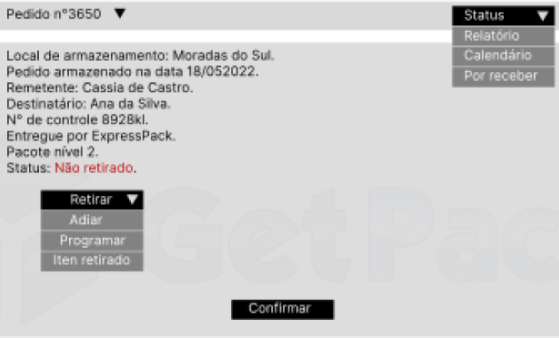 Pedido n°3650 ▼
Status ▼
Relatório
Calendário
Por receber
Local de armazenamento: Moradas do Sul.
Pedido armazenado na data 18/052022.
Remetente: Cassia de Castro.
Destinatário: Ana da Silva.
N° de controle 8928kl.
Entregue por ExpressPack.
Pacote nível 2.
Status: Não retirado.
Retirar ▼
Adiar
Programar
Iten retirado
GetPac
Confirmar